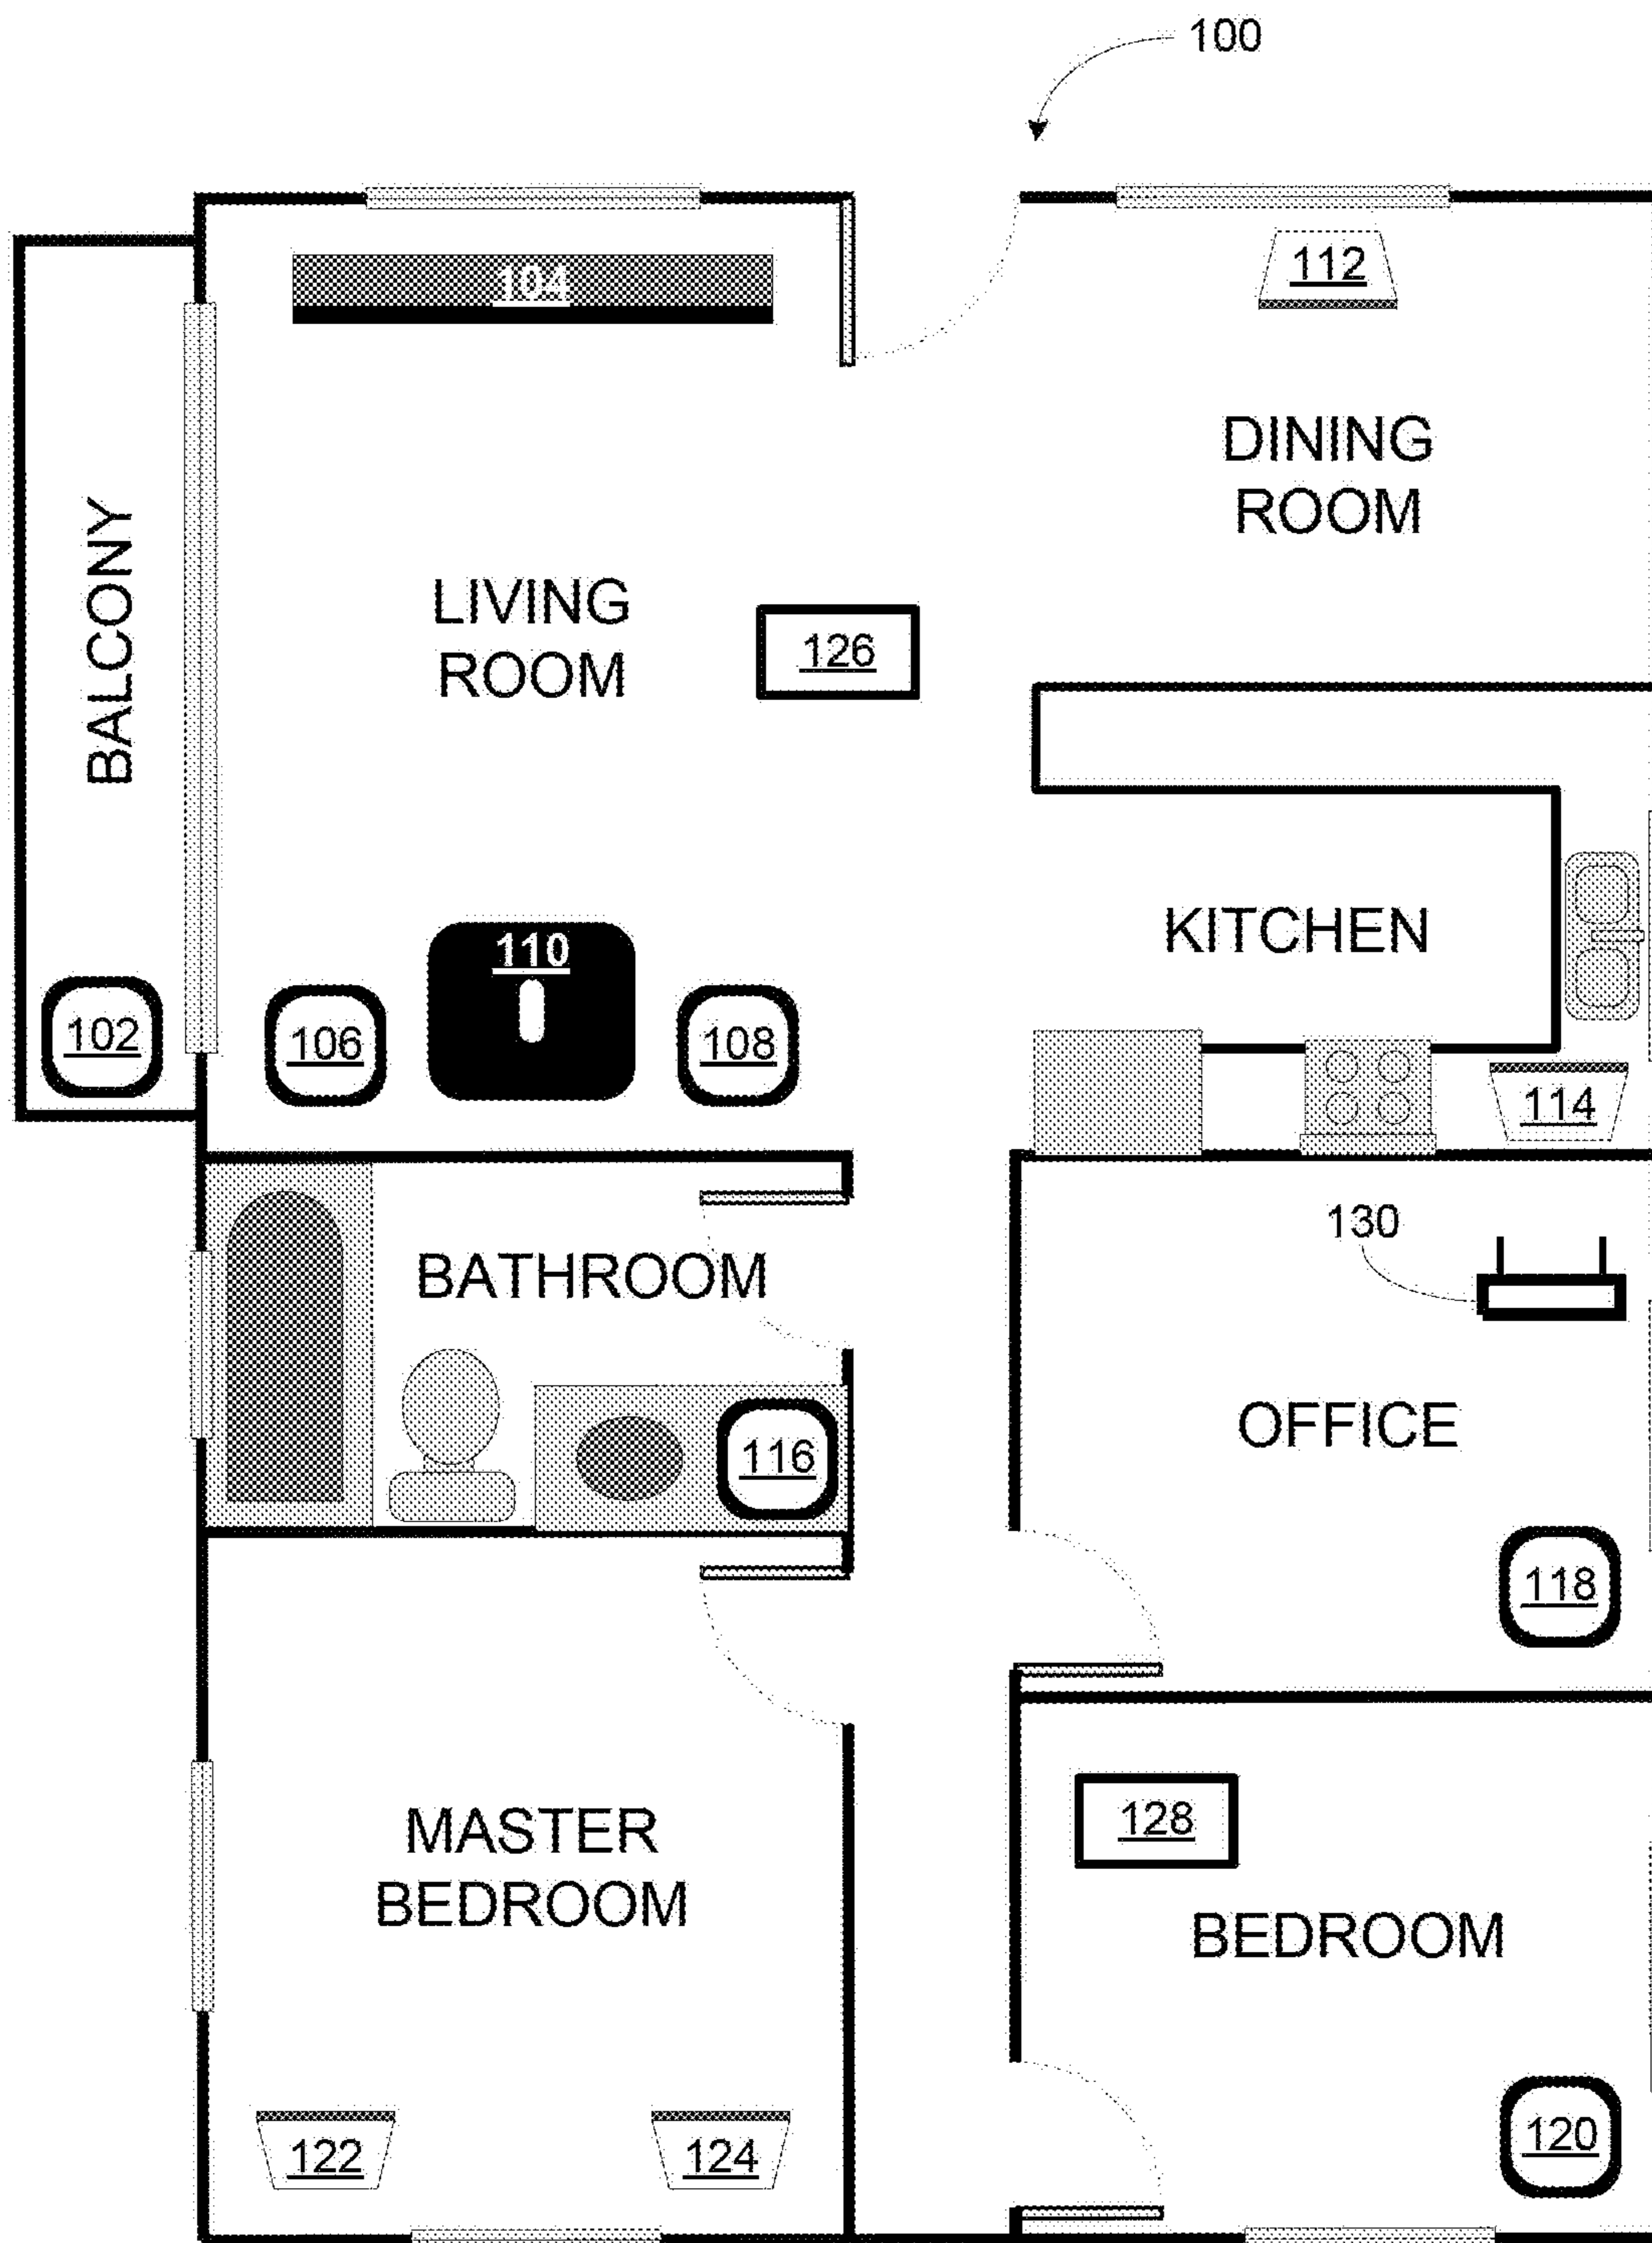 100
104
112
DINING
ROOM
BALCONY
LIVING
ROOM
126
KITCHEN
110
102
106
108
114
130
BATHROOM
OFFICE
116
118
MASTER
BEDROOM
128
BEDROOM
122
124
120